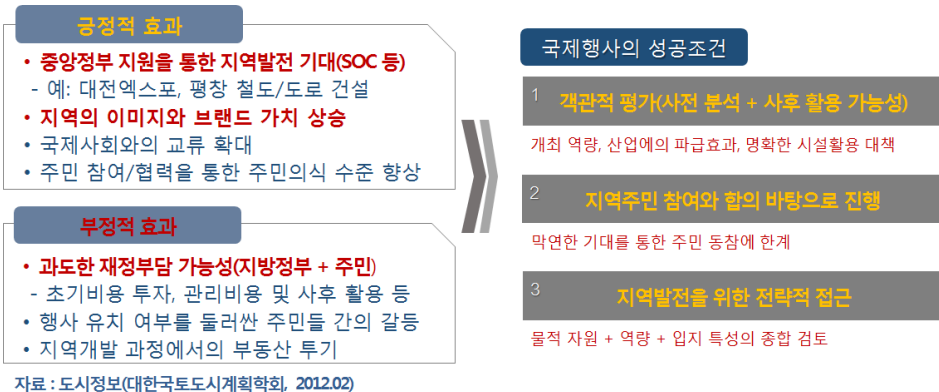 긍정적 효과
• 중앙정부 지원을 통한 지역발전 기대(SOC 등)
- 예: 대전엑스포, 평창 철도/도로 건설
• 지역의 이미지와 브랜드 가치 상승
• 국제사회와의 교류 확대
• 주민 참여/협력을 통한 주민의식 수준 향상
부정적 효과
• 과도한 재정부담 가능성(지방정부 + 주민)
- 초기비용 투자, 관리비용 및 사후 활용 등
• 행사 유치 여부를 둘러싼 주민들 간의 갈등
• 지역개발 과정에서의 부동산 투기
자료 : 도시정보(대한국토도시계획학회, 2012.02)
국제행사의 성공조건
1 객관적 평가(사전 분석 + 사후 활용 가능성)
개최 역량, 산업에의 파급효과, 명확한 시설활용 대책
2 지역주민 참여와 합의 바탕으로 진행
막연한 기대를 통한 주민 동참에 한계
3 지역발전을 위한 전략적 접근
물적 자원 + 역량 + 입지 특성의 종합 검토